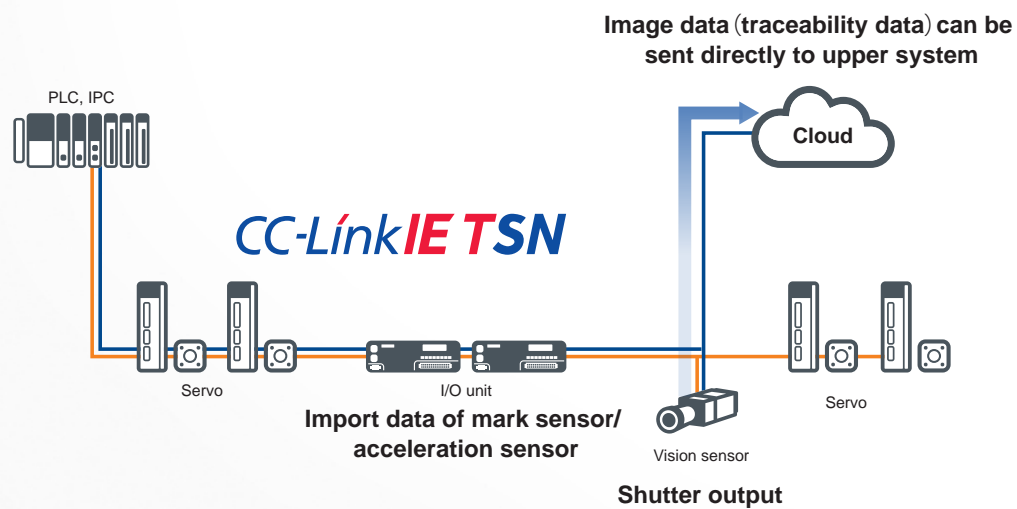 Image data（traceability data）can be
sent directly to upper system
PLC, IPC
Cloud
CC-Link IE TSN
Servo
I/O unit
Import data of mark sensor/
acceleration sensor
Vision sensor
Servo
Shutter output